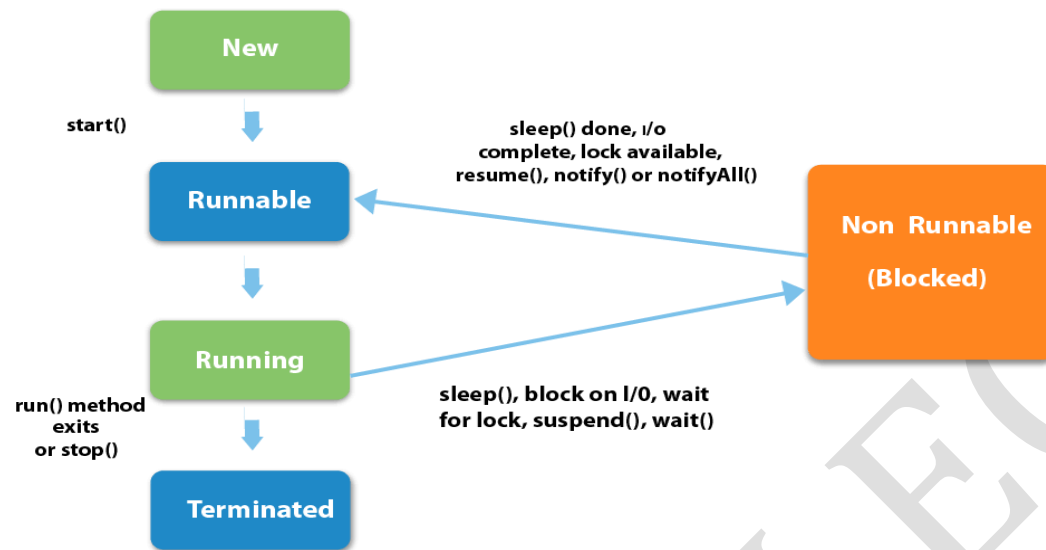 New
start()
sleep() done, I/o
complete, lock available,
resume(), notify() or notifyAll()
Runnable
Non Runnable
(Blocked)
Running
sleep(), block on I/0, wait
for lock, suspend(), wait()
run() method
exits
or stop()
Terminated